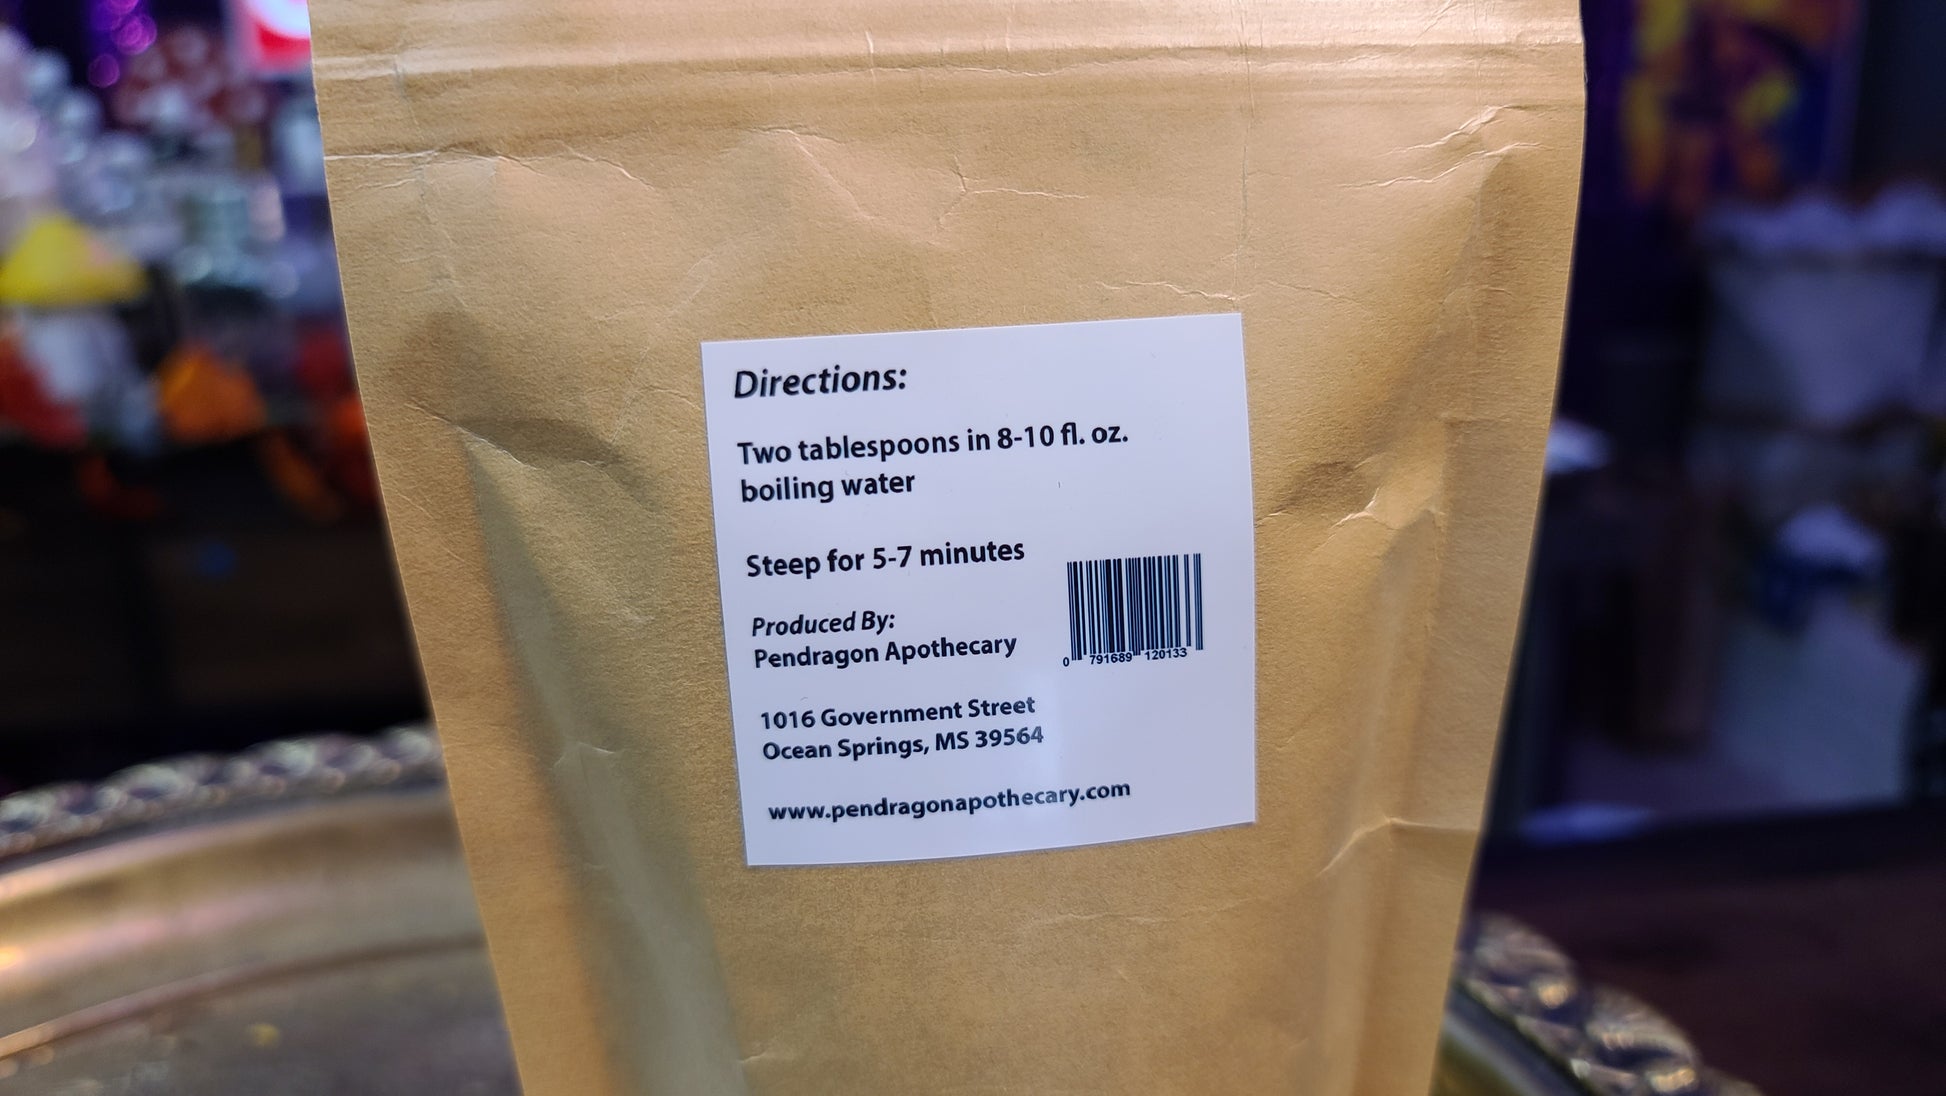 Directions:
Two tablespoons in 8-10 fl. oz.
boiling water
Steep for 5-7 minutes
Produced By:
Pendragon Apothecary
0 791689 120133
1016 Government Street
Ocean Springs, MS 39564
www.pendragonapothecary.com